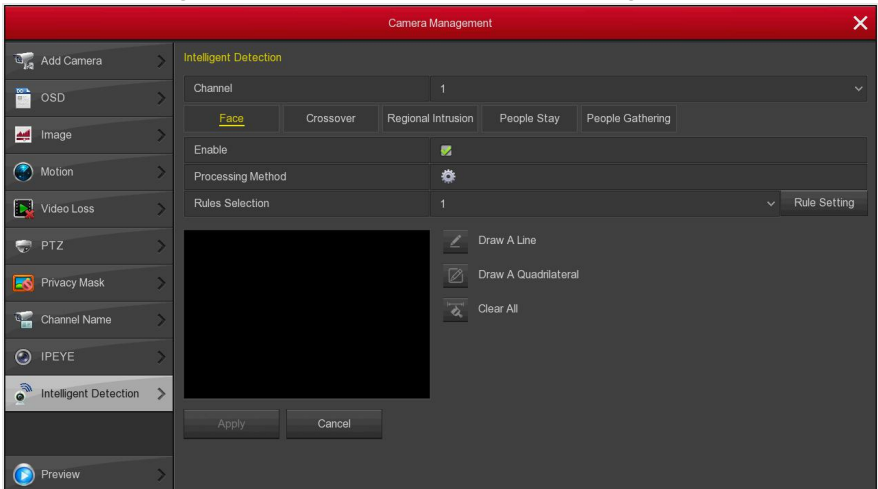 Camera Management
Add Camera
OSD
Image
Motion
Video Loss
PTZ
Privacy Mask
Channel Name
IPEYE
Intelligent Detection
Preview
Intelligent Detection
Channel 1
Face Crossover Regional Intrusion People Stay People Gathering
Enable
Processing Method
Rules Selection 1 Rule Setting
Draw A Line
Draw A Quadrilateral
Clear All
Apply Cancel